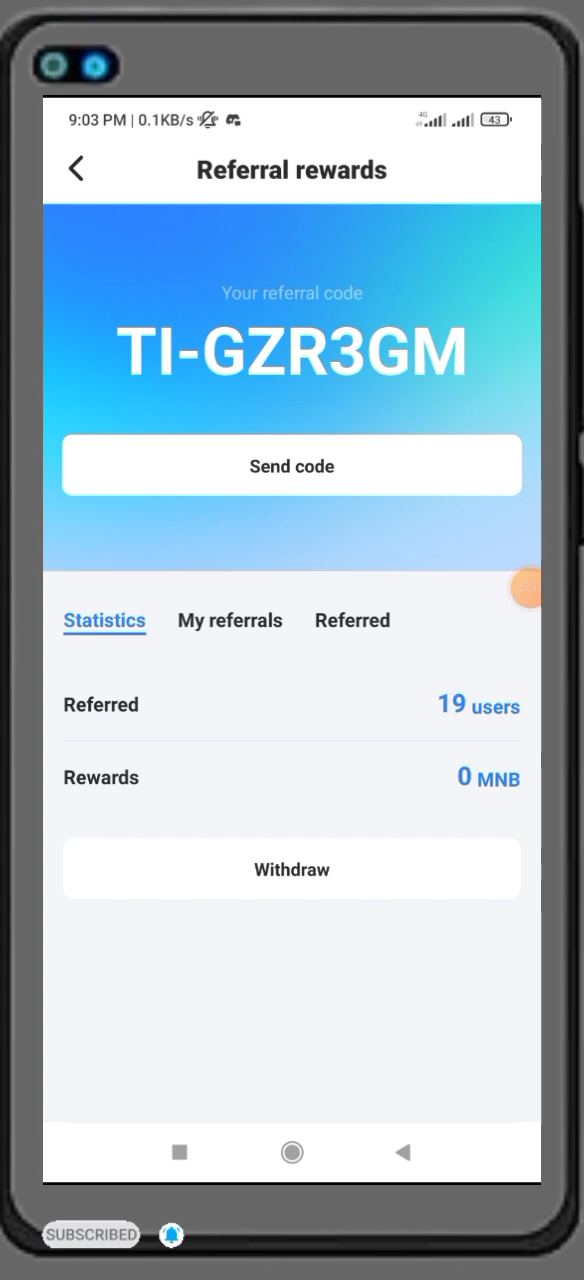 9:03 PM | 0.1KB/s
4G
43
Referral rewards
Your referral code
TI-GZR3GM
Send code
Statistics My referrals Referred
Referred 19 users
Rewards 0 MNB
Withdraw
SUBSCRIBED